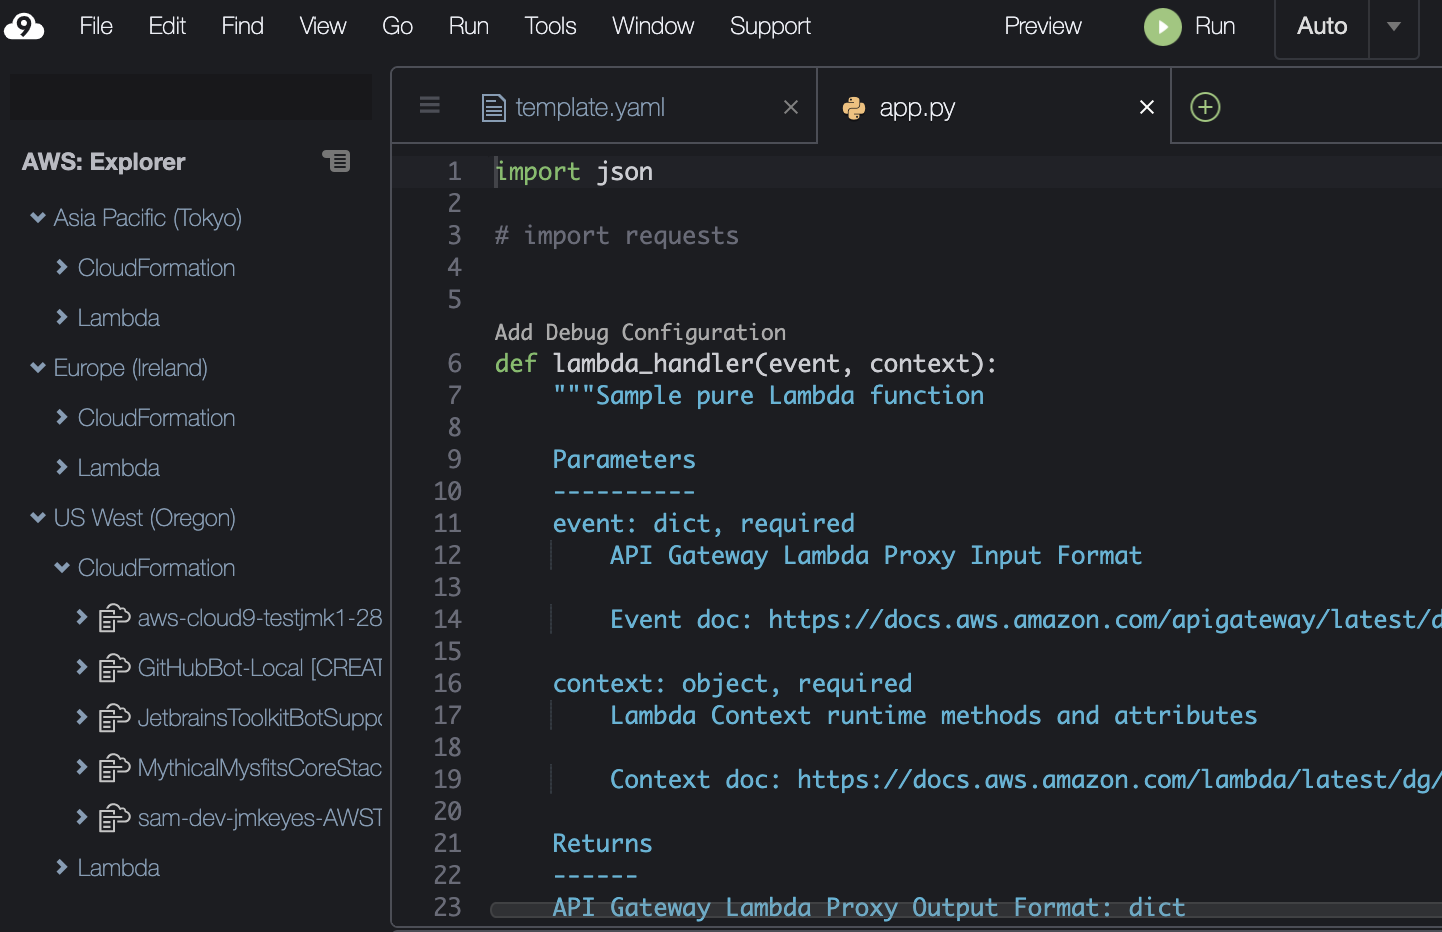 9 File Edit Find View Go Run Tools Window Support Preview Run Auto
template.yaml app.py
AWS: Explorer
Asia Pacific (Tokyo)
CloudFormation
Lambda
Europe (Ireland)
CloudFormation
Lambda
US West (Oregon)
CloudFormation
aws-cloud9-testjmk1-28
GitHubBot-Local [CREAT
JetbrainsToolkitBotSuppo
MythicalMysfitsCoreStac
sam-dev-jmkeyes-AWST
Lambda
1 import json
2
3 # import requests
4
5
Add Debug Configuration
6 def lambda_handler(event, context):
7 """Sample pure Lambda function
8
9 Parameters
10 ----------
11 event: dict, required
12 API Gateway Lambda Proxy Input Format
13
14 Event doc: https://docs.aws.amazon.com/apigateway/latest/d
15
16 context: object, required
17 Lambda Context runtime methods and attributes
18
19 Context doc: https://docs.aws.amazon.com/lambda/latest/dg/
20
21 Returns
22 ------
23 API Gateway Lambda Proxy Output Format: dict